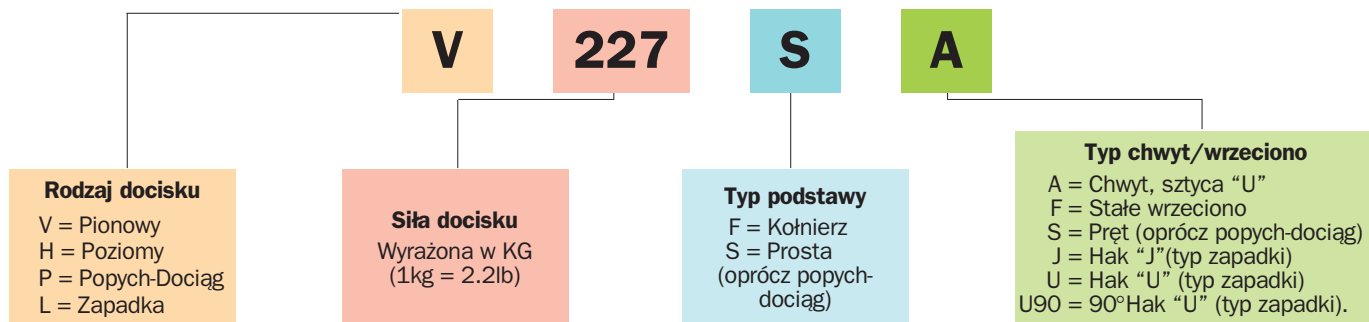 V 227 S A
Rodzaj docisku
V = Pionowy
H = Poziomy
P = Popych-Dociąg
L = Zapadka
Siła docisku
Wyrażona w KG
(1kg = 2.2lb)
Typ podstawy
F = Kołnierz
S = Prosta
(oprócz popych-
dociąg)
Typ chwyt/wrzeciono
A = Chwyt, sztyca “U”
F = Stałe wrzeciono
S = Pręt (oprócz popych-dociąg)
J = Hak “J”(typ zapadki)
U = Hak “U” (typ zapadki)
U90 = 90°Hak “U” (typ zapadki).